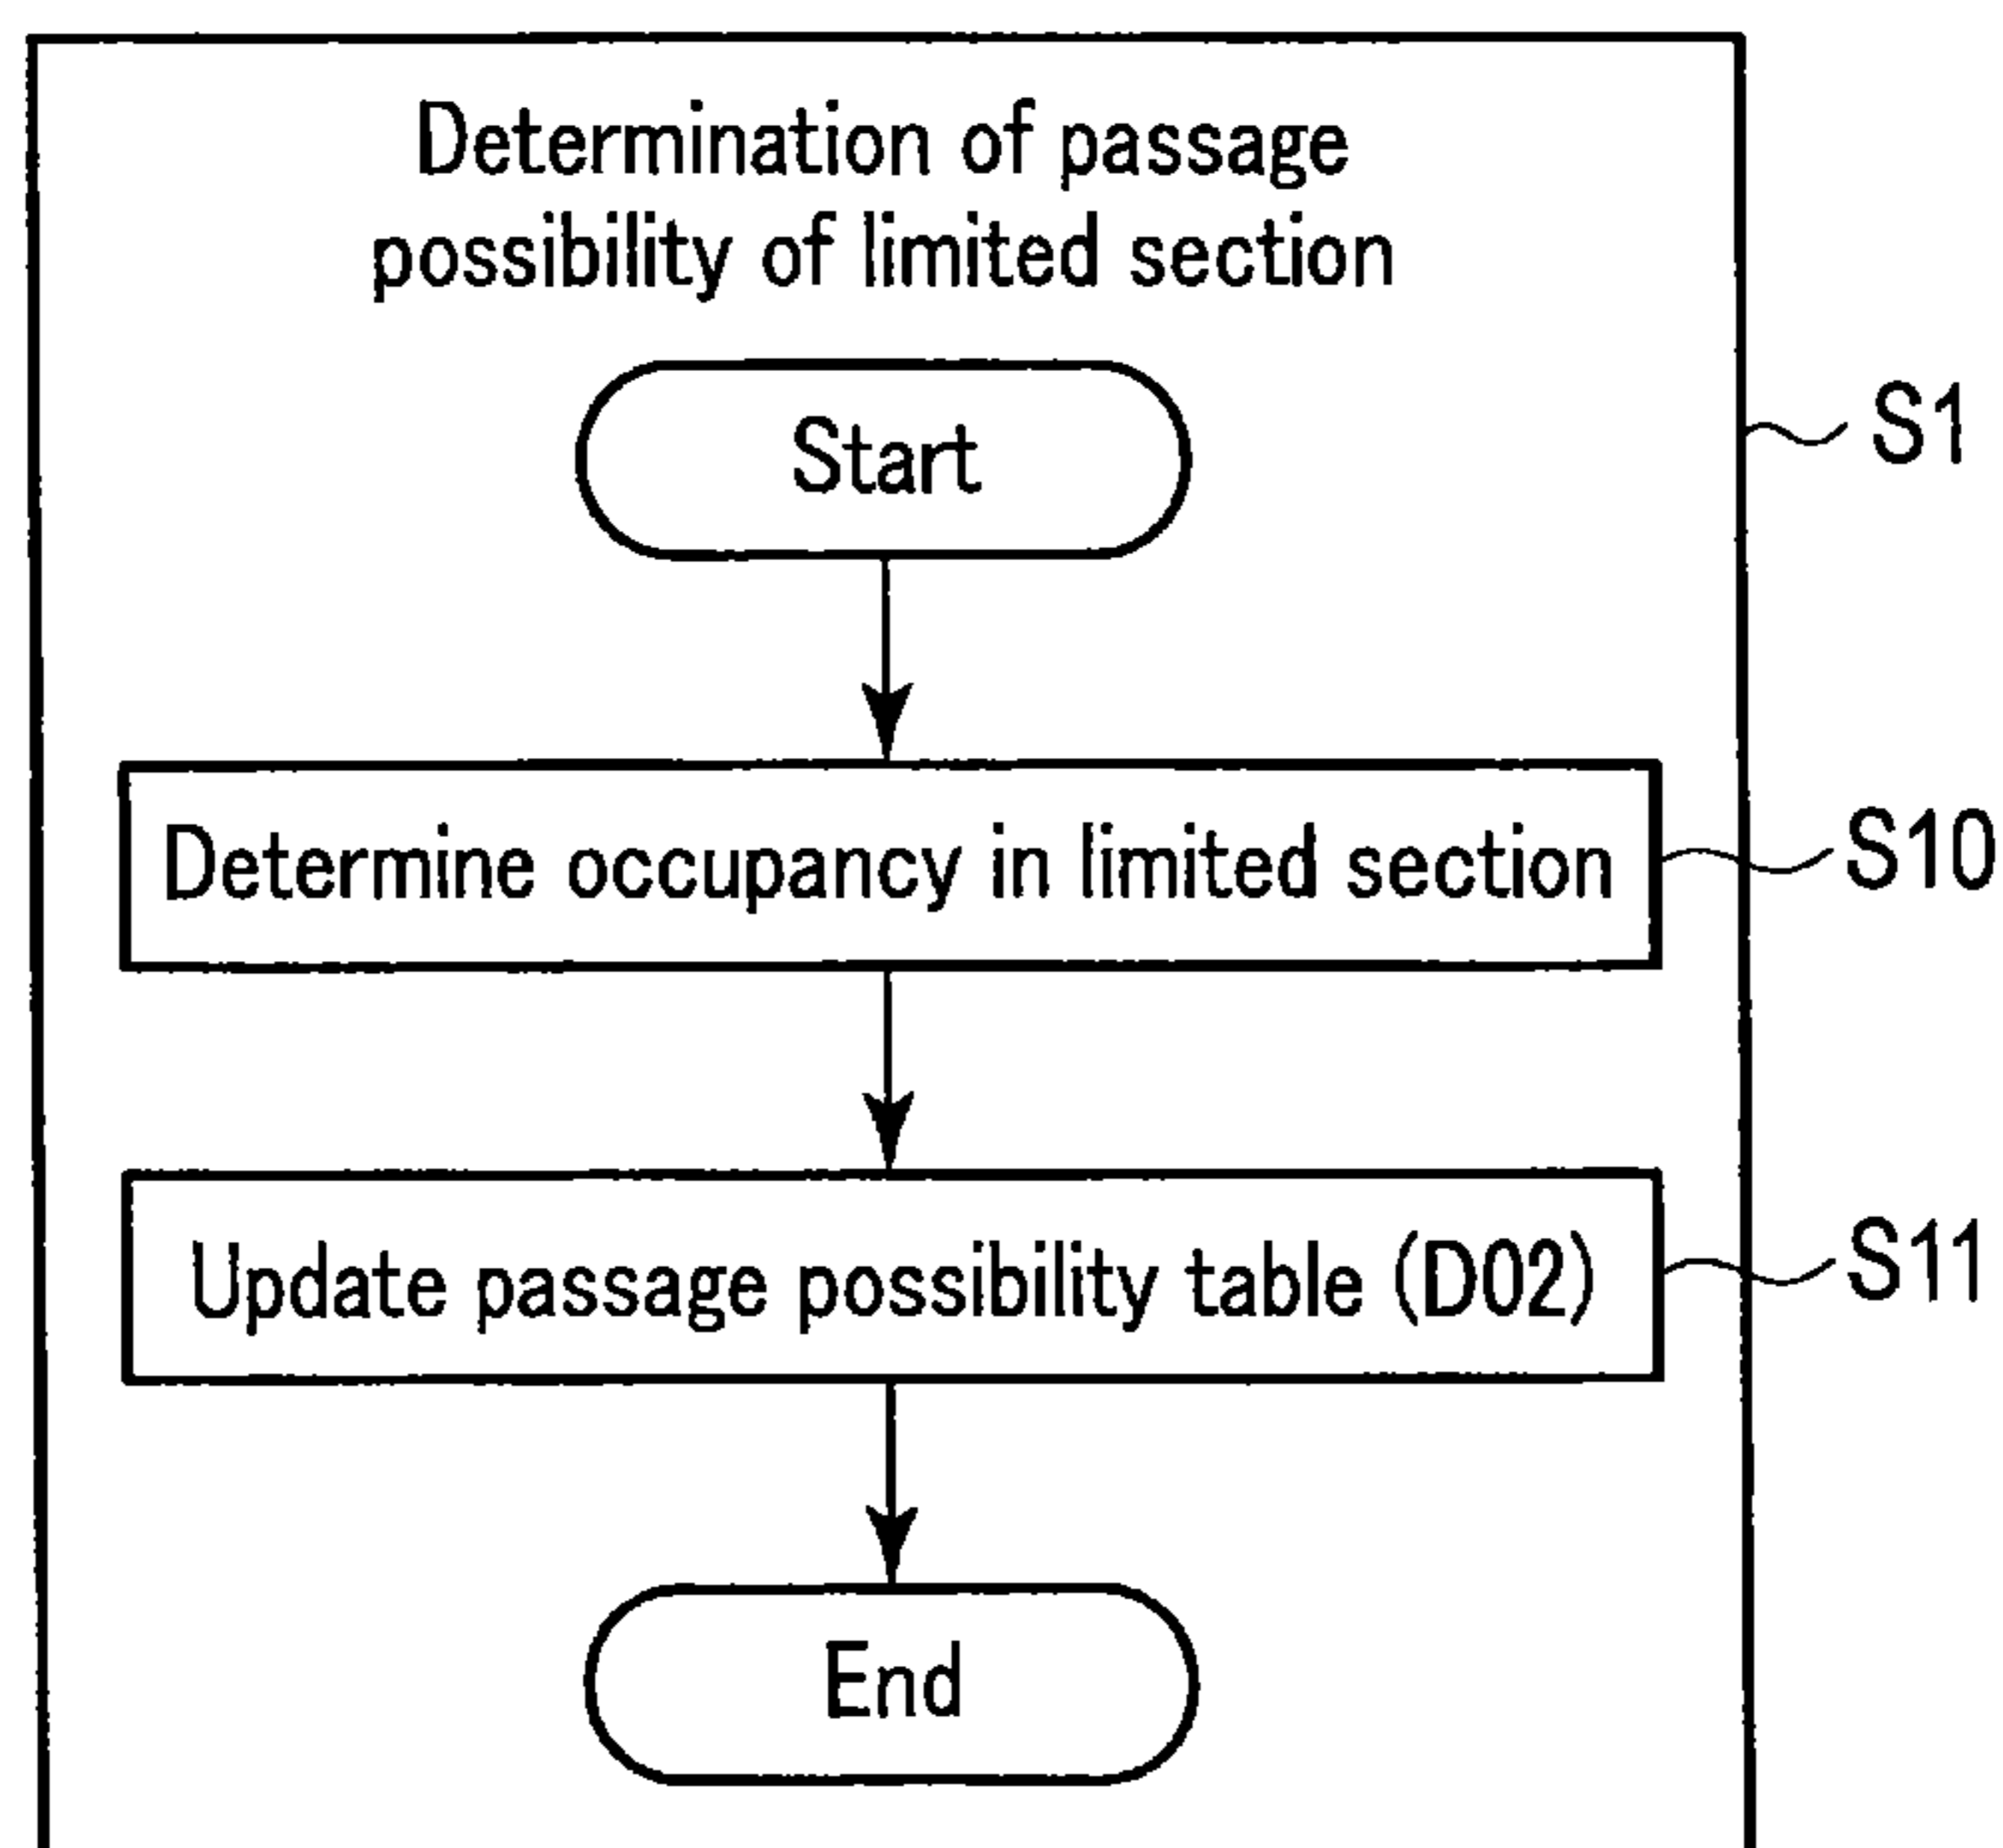 Determination of passage
possibility of limited section
Start
S1
Determine occupancy in limited section
S10
Update passage possibility table (D02)
S11
End